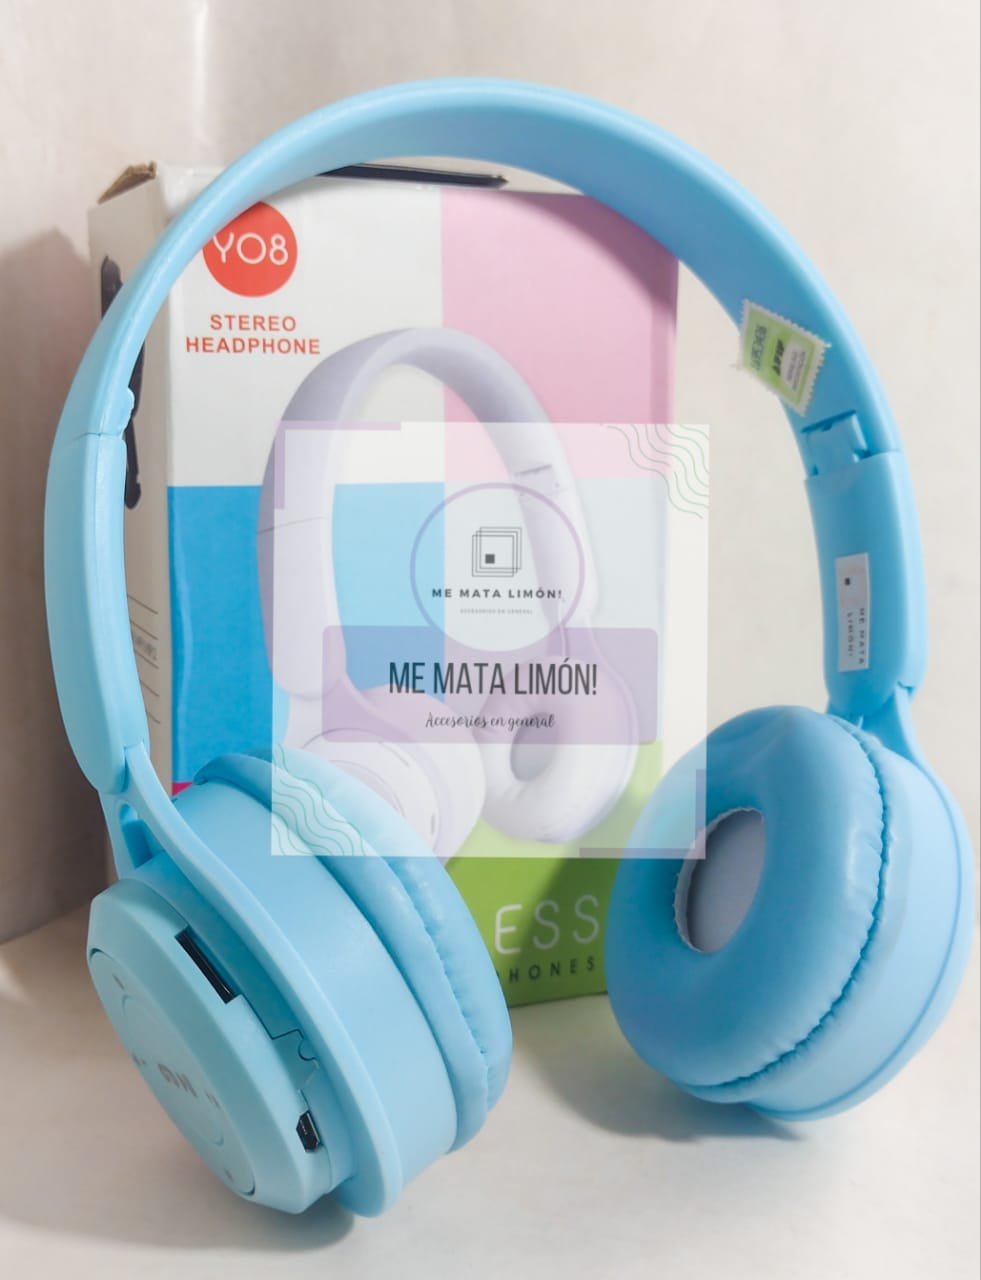 YO8
STEREO
HEADPHONE
ME MATA LIMÓN!
ACCESORIOS EN GENERAL
ME MATA LIMÓN!
Accesorios en general
ME MATA
LIMÓN!
ESS
HONES